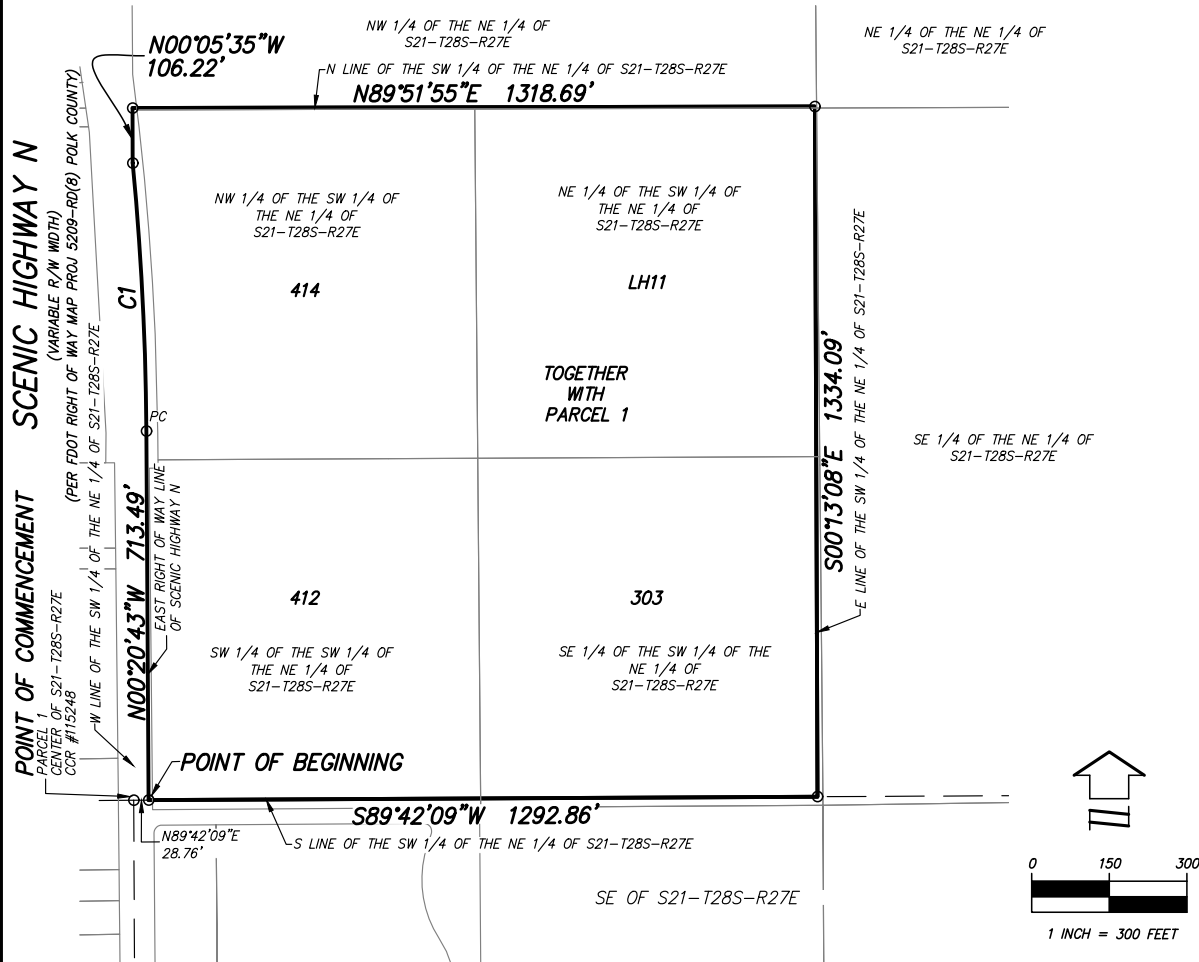 NW 1/4 OF THE NE 1/4 OF
S21-T28S-R27E
NE 1/4 OF THE NE 1/4 OF
S21-T28S-R27E
N00°05'35"W
106.22'
N LINE OF THE SW 1/4 OF THE NE 1/4 OF S21-T28S-R27E
N89°51'55"E 1318.69'
SCENIC HIGHWAY N
(VARIABLE R/W WIDTH)
(PER FDOT RIGHT OF WAY MAP PROJ 5209-RD(8) POLK COUNTY)
NW 1/4 OF THE SW 1/4 OF
THE NE 1/4 OF
S21-T28S-R27E
414
NE 1/4 OF THE SW 1/4 OF
THE NE 1/4 OF
S21-T28S-R27E
LH11
C1
TOGETHER
WITH
PARCEL 1
PC
S00°13'08"E 1334.09'
E LINE OF THE SW 1/4 OF THE NE 1/4 OF S21-T28S-R27E
SE 1/4 OF THE NE 1/4 OF
S21-T28S-R27E
POINT OF COMMENCEMENT
PARCEL 1
CENTER OF S21-T28S-R27E
CCR #115248
W LINE OF THE SW 1/4 OF THE NE 1/4 OF S21-T28S-R27E
N00°20'43"W 713.49'
EAST RIGHT OF WAY LINE
OF SCENIC HIGHWAY N
412
SW 1/4 OF THE SW 1/4 OF
THE NE 1/4 OF
S21-T28S-R27E
303
SE 1/4 OF THE SW 1/4 OF THE
NE 1/4 OF
S21-T28S-R27E
POINT OF BEGINNING
S89°42'09"W 1292.86'
N89°42'09"E
28.76'
S LINE OF THE SW 1/4 OF THE NE 1/4 OF S21-T28S-R27E
SE OF S21-T28S-R27E
0 150 300
1 INCH = 300 FEET